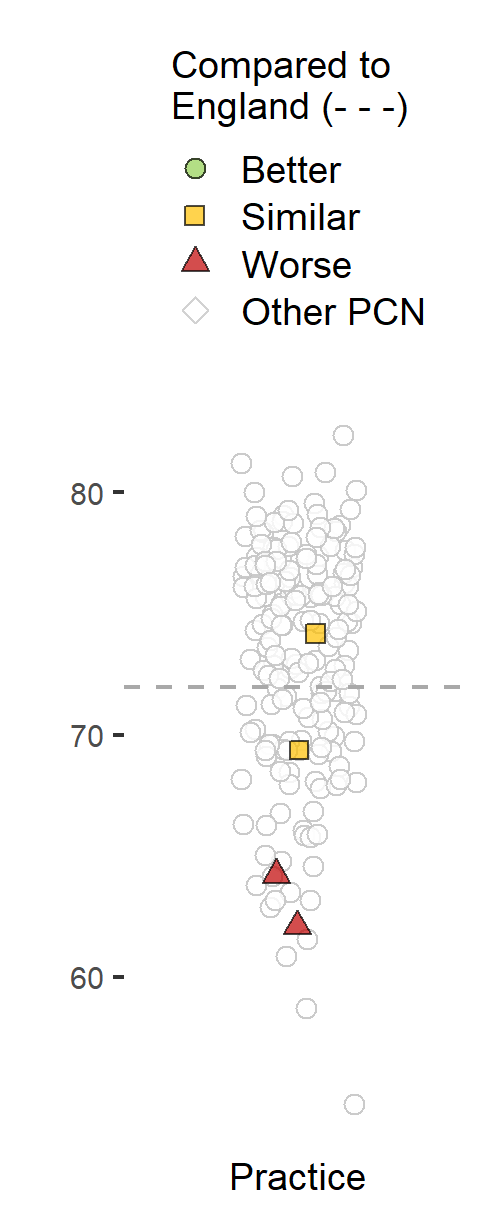 Compared to
England (- - -)
Better
Similar
Worse
Other PCN
80
70
60
Practice